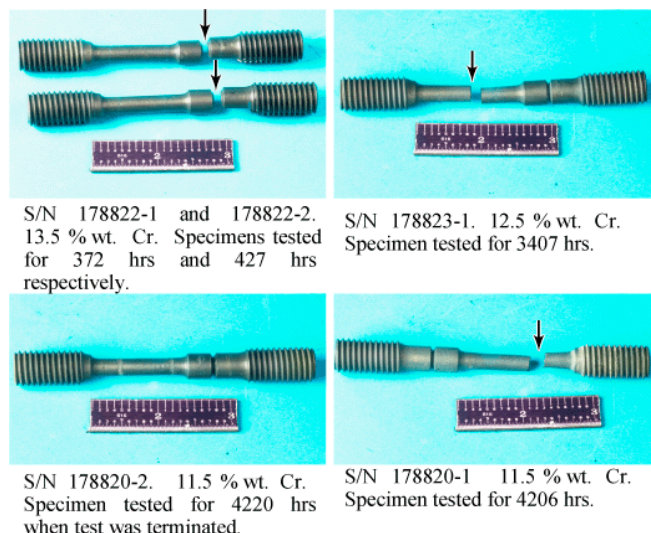 S/N 178822-1 and 178822-2.
13.5 % wt. Cr. Specimens tested
for 372 hrs and 427 hrs
respectively.
S/N 178823-1. 12.5 % wt. Cr.
Specimen tested for 3407 hrs.
S/N 178820-2. 11.5 % wt. Cr.
Specimen tested for 4220 hrs
when test was terminated.
S/N 178820-1 11.5 % wt. Cr.
Specimen tested for 4206 hrs.